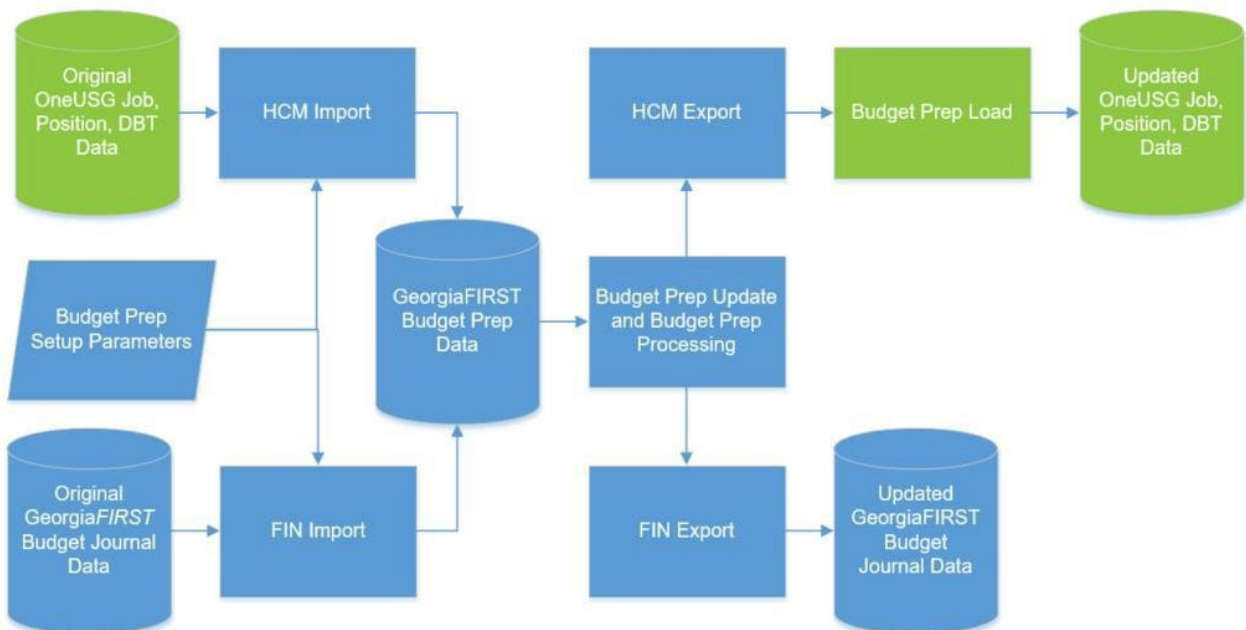 Original
OneUSG Job,
Position, DBT
Data
HCM Import
HCM Export
Budget Prep Load
Updated
OneUSG Job,
Position, DBT
Data
Budget Prep
Setup Parameters
GeorgiaFIRST
Budget Prep
Data
Budget Prep Update
and Budget Prep
Processing
Original
GeorgiaFIRST
Budget Journal
Data
FIN Import
FIN Export
Updated
GeorgiaFIRST
Budget
Journal Data